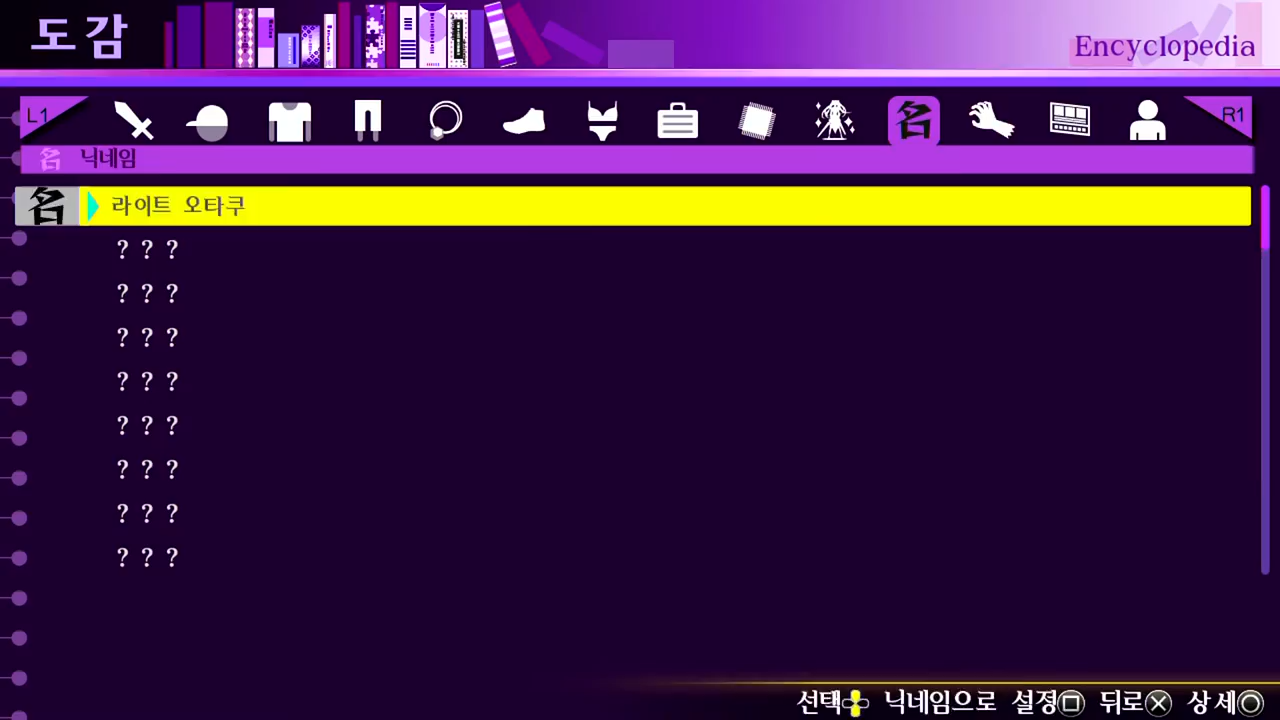 도감
Encyclopedia
L1
名
R1
名 닉네임
名 라이트 오타쿠
? ? ?
? ? ?
? ? ?
? ? ?
? ? ?
? ? ?
? ? ?
? ? ?
선택 닉네임으로 설정 뒤로 상세